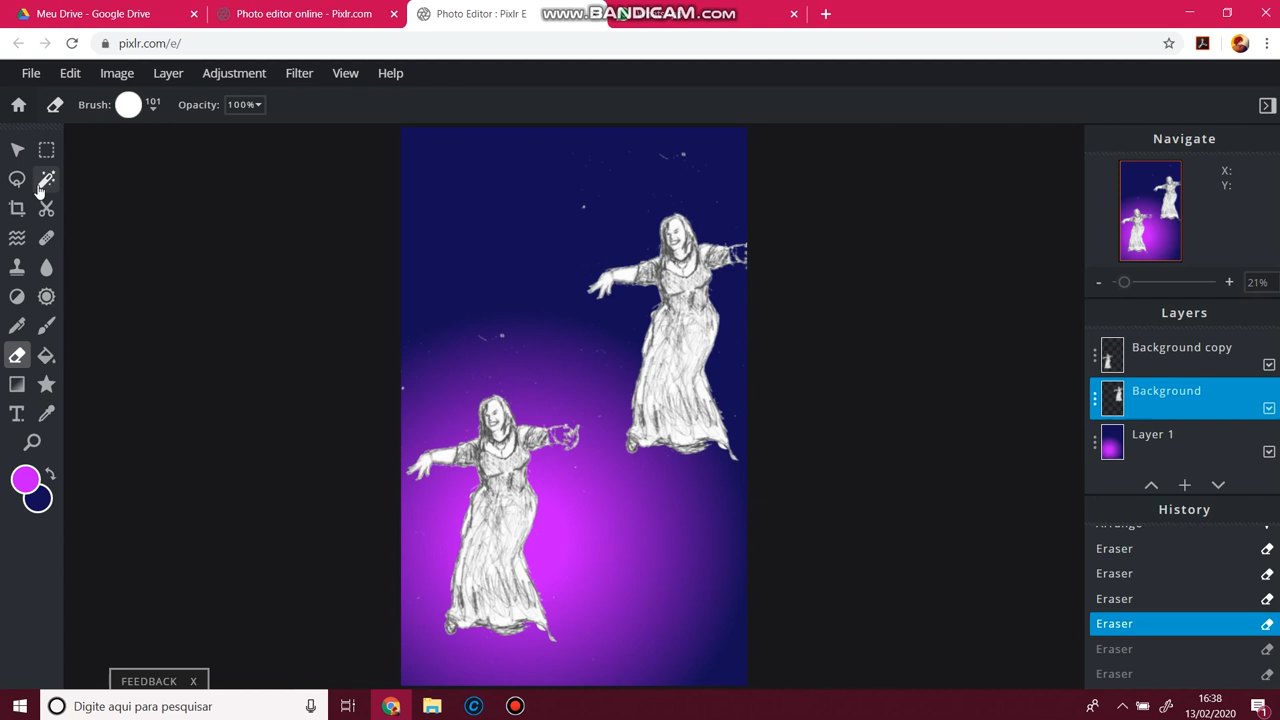 Meu Drive - Google Drive
Photo editor online - Pixlr.com
Photo Editor : Pixlr E
www.BANDICAM.com
pixlr.com/e/
File Edit Image Layer Adjustment Filter View Help
Brush: 101 Opacity: 100%
Navigate
X:
Y:
- + 21%
Layers
Background copy
Background
Layer 1
History
Eraser
Eraser
Eraser
Eraser
Eraser
Eraser
FEEDBACK X
Digite aqui para pesquisar
16:38
13/02/2020
1